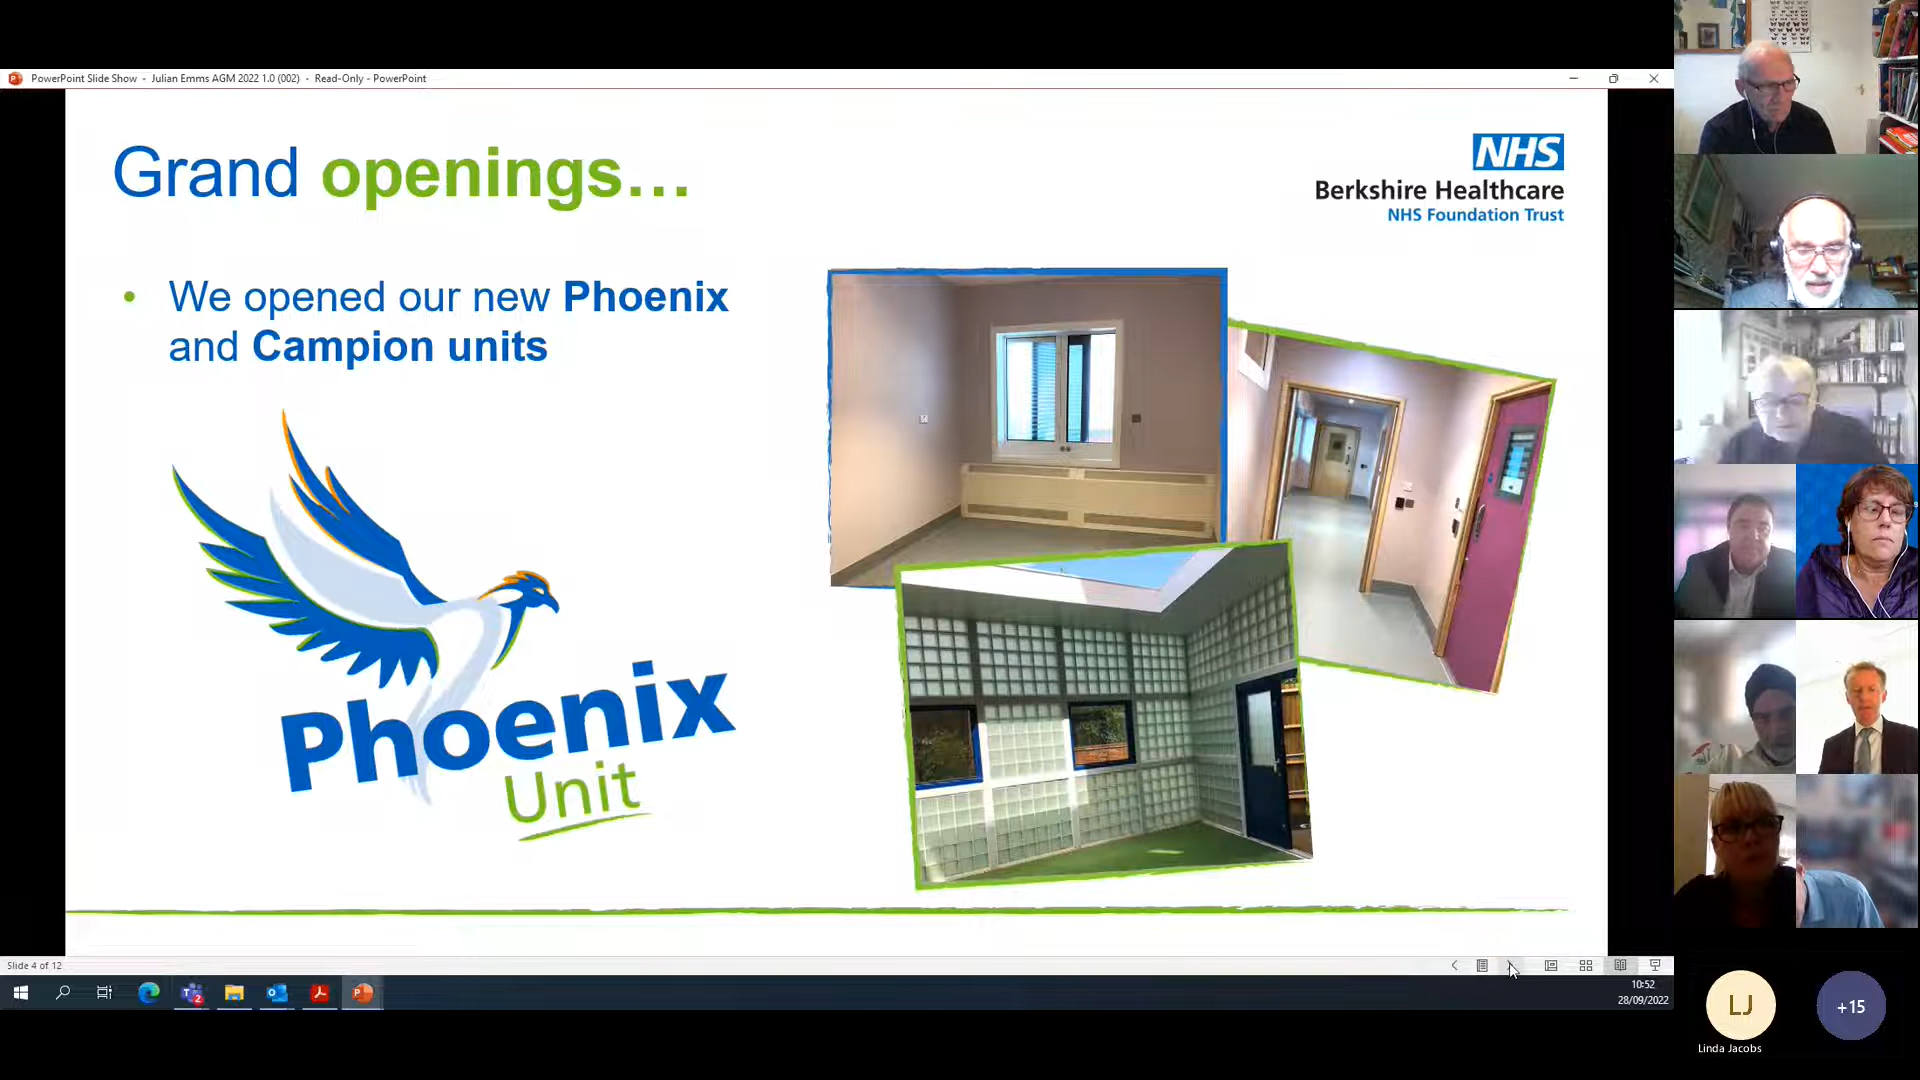 PowerPoint Slide Show - Julian Emms AGM 2022 1.0 (002) - Read-Only - PowerPoint
Grand openings...
NHS
Berkshire Healthcare
NHS Foundation Trust
• We opened our new Phoenix
and Campion units
Phoenix
Unit
Slide 4 of 12
10:52
28/09/2022
LJ
+15
Linda Jacobs